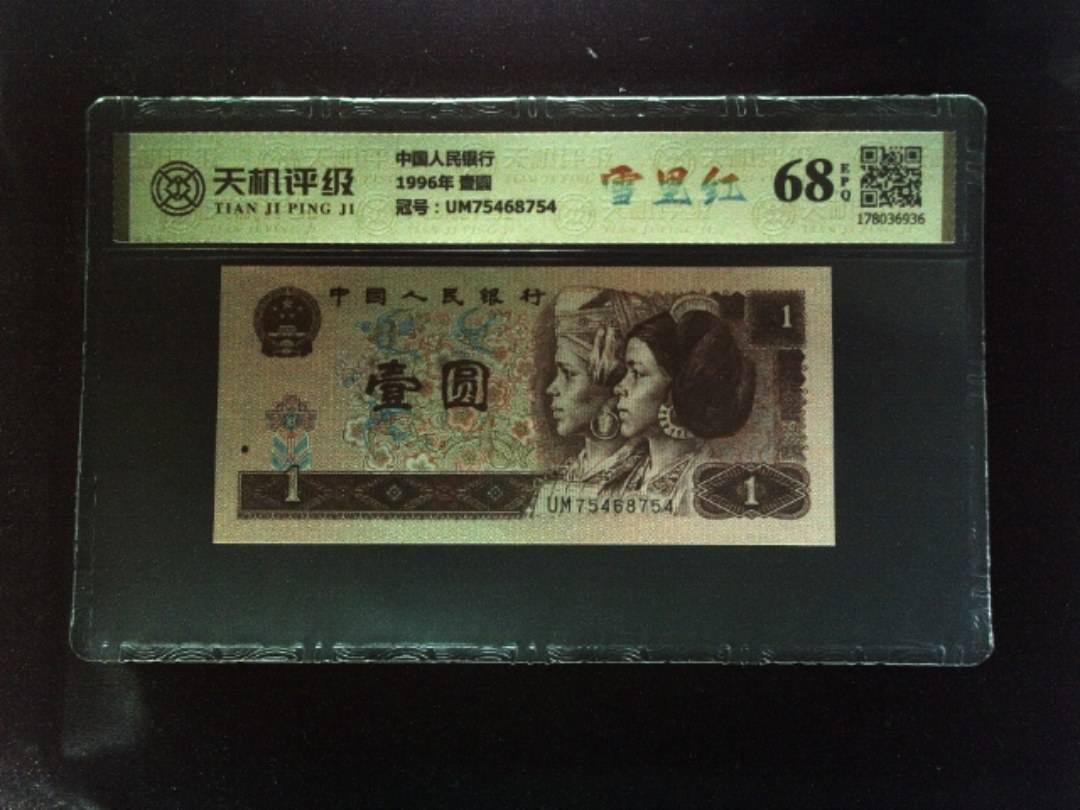 天机评级
TIAN JI PING JI
中国人民银行
1996年 壹圆
冠号：UM75468754
雪里红
68
EPQ
178036936
中国人民银行
1
壹圆
1
UM75468754
1